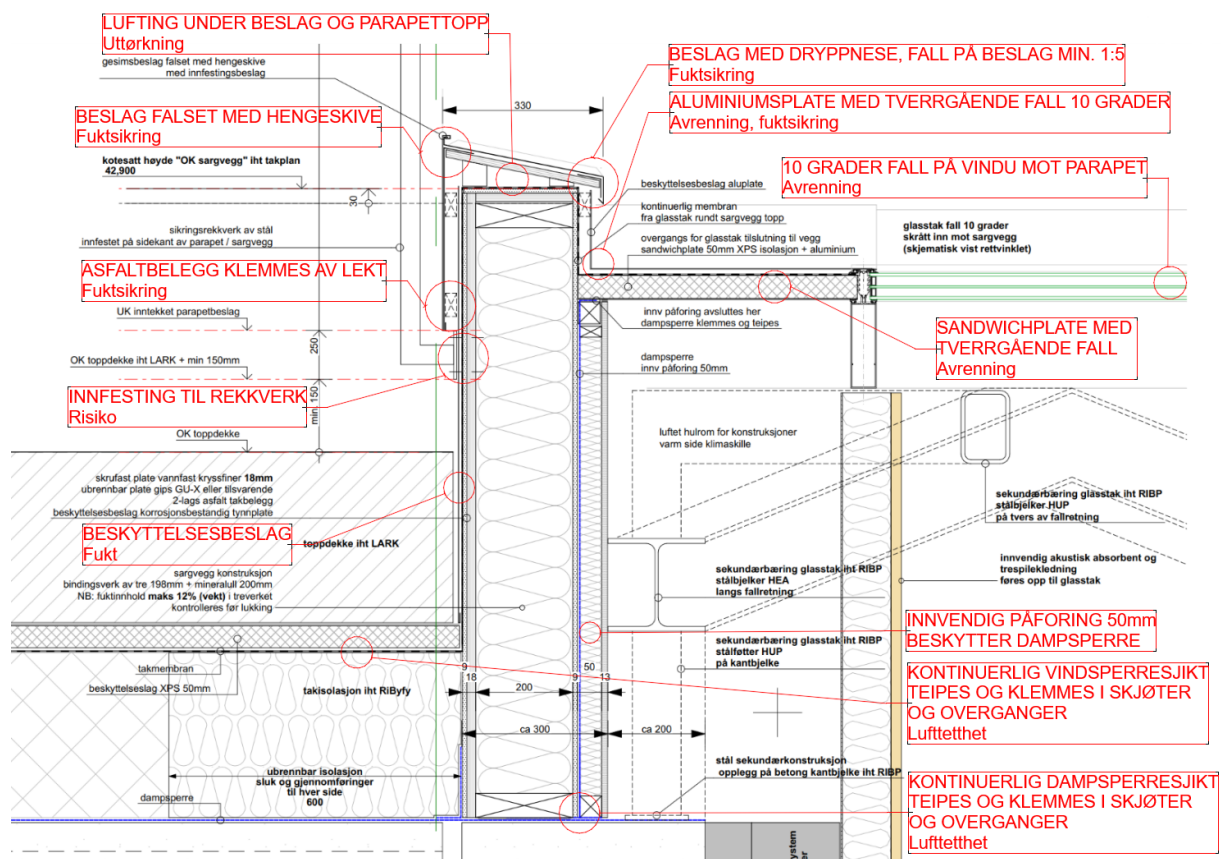 LUFTING UNDER BESLAG OG PARAPETTOPP
Uttørkning
gesimsbeslag falset med hengeskive
med innfestingsbeslag
BESLAG FALSET MED HENGESKIVE
Fuktsikring
kotesatt høyde "OK sargvegg" iht takplan
42,900
30
sikringsrekkverk av stål
innfestet på sidekant av parapet / sargvegg
ASFALTBELEGG KLEMMES AV LEKT
Fuktsikring
UK inntekket parapetbeslag
250
OK toppdekke iht LARK + min 150mm
INNFESTING TIL REKKVERK
Risiko
min. 150
OK toppdekke
skrufast plate vannfast kryssfiner 18mm
ubrennbar plate gips GU-X eller tilsvarende
2-lags asfalt takbelegg
beskyttelsesbeslag korrosjonsbestandig tynnplate
BESKYTTELSESBESLAG
Fukt
toppdekke iht LARK
sargvegg konstruksjon
bindingsverk av tre 198mm + mineralull 200mm
NB: fuktinnhold maks 12% (vekt) i treverket
kontrolleres før lukking
takmembran
beskyttelseslag XPS 50mm
takisolasjon iht RiByfy
ubrennbar isolasjon
sluk og gjennomføringer
til hver side
600
dampsperre
330
BESLAG MED DRYPPNESE, FALL PÅ BESLAG MIN. 1:5
Fuktsikring
ALUMINIUMSPLATE MED TVERRGÅENDE FALL 10 GRADER
Avrenning, fuktsikring
10 GRADER FALL PÅ VINDU MOT PARAPET
Avrenning
beskyttelsesbeslag aluplate
kontinuerlig membran
fra glasstak rundt sargvegg topp
overgangs for glasstak tilslutning til vegg
sandwichplate 50mm XPS isolasjon + aluminium
glasstak fall 10 grader
skrått inn mot sargvegg
(skjematisk vist rettvinklet)
innv påforing avsluttes her
dampsperre klemmes og teipes
SANDWICHPLATE MED
TVERRGÅENDE FALL
Avrenning
dampsperre
innv påforing 50mm
luftet hulrom for konstruksjoner
varm side klimaskille
sekundærbæring glasstak iht RIBP
stålbjelker HUP
på tvers av fallretning
sekundærbæring glasstak iht RIBP
stålbjelker HEA
langs fallretning
innvendig akustisk absorbent og
trespilekledning
føres opp til glasstak
INNVENDIG PÅFORING 50mm
BESKYTTER DAMPSPERRE
sekundærbæring glasstak iht RIBP
stålføtter HUP
på kantbjelke
KONTINUERLIG VINDSPERRESJIKT
TEIPES OG KLEMMES I SKJØTER
OG OVERGANGER
Lufttetthet
9
18
200
9
50
13
ca 300
ca 200
stål sekundærkonstruksjon
opplegg på betong kantbjelke iht RIBP
KONTINUERLIG DAMPSPERRESJIKT
TEIPES OG KLEMMES I SKJØTER
OG OVERGANGER
Lufttetthet